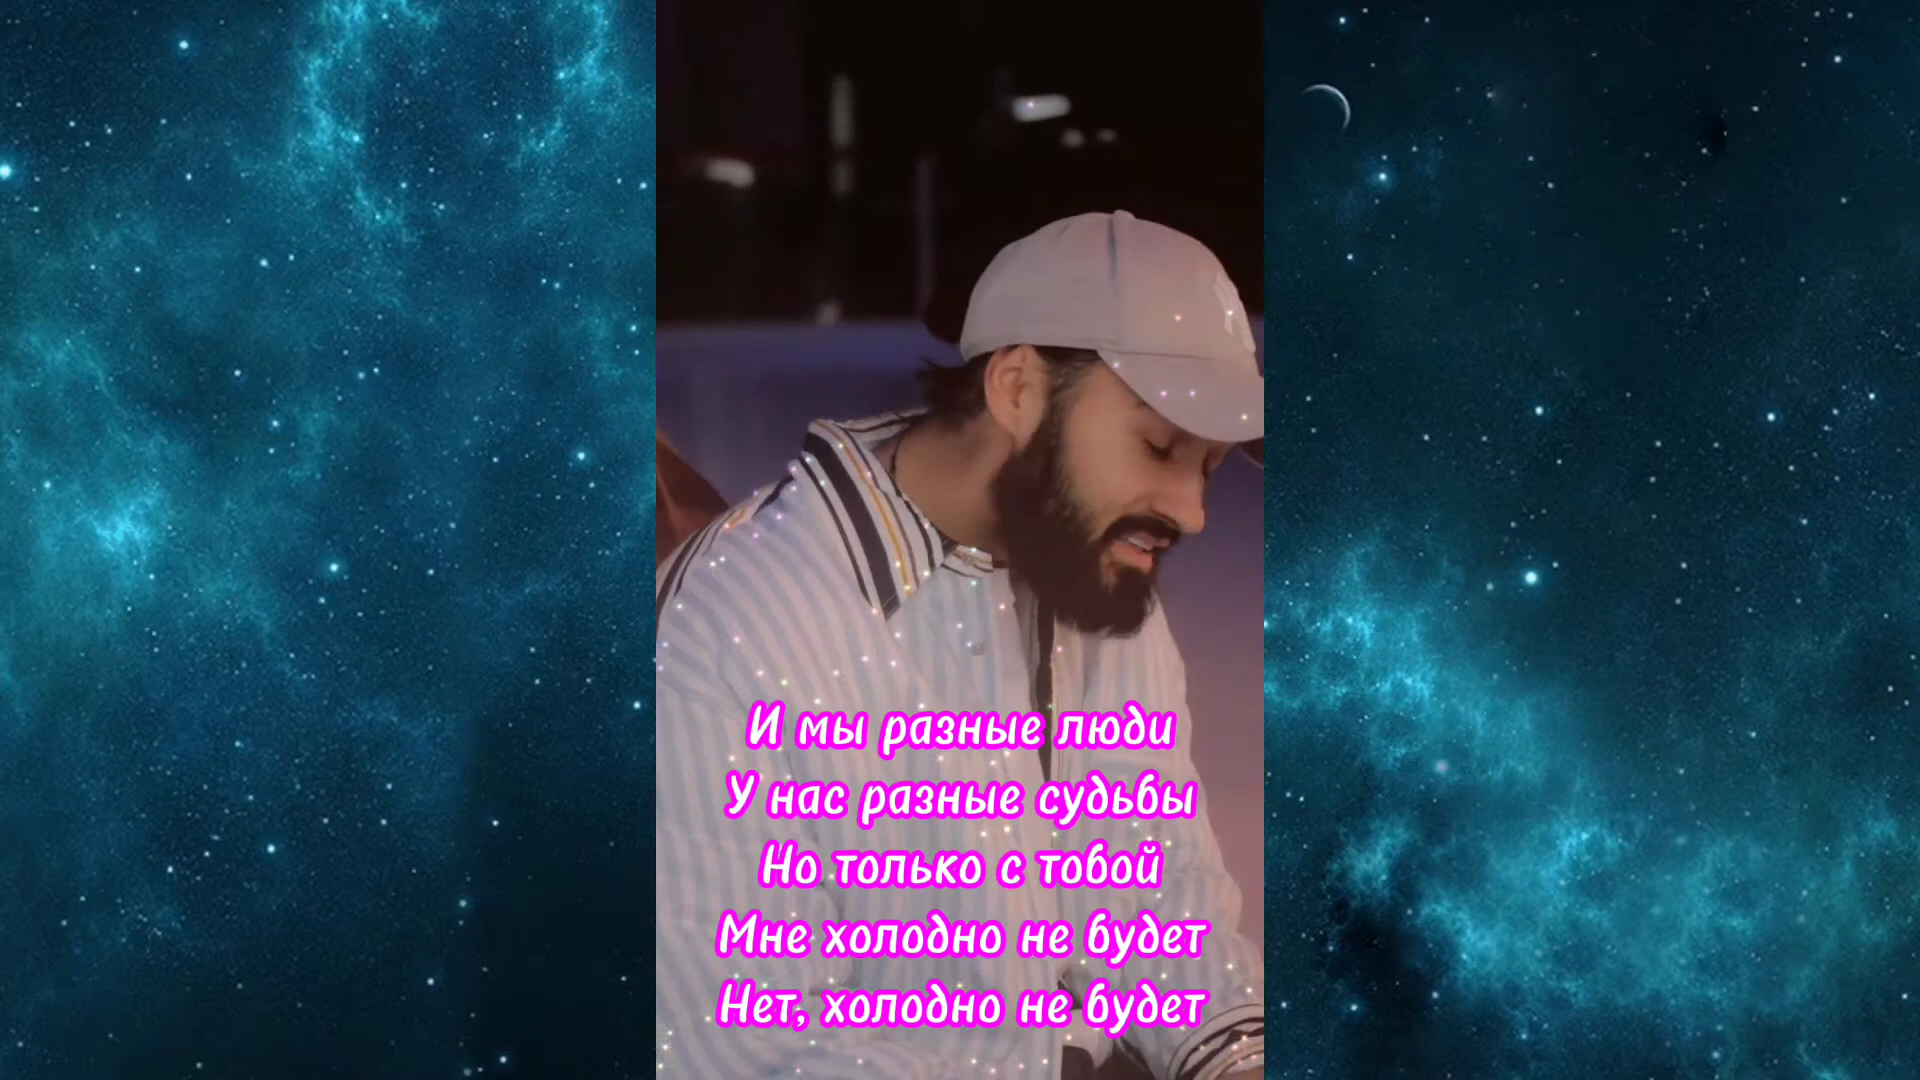 И мы разные люди
У нас разные судьбы
Но только с тобой
Мне холодно не будет
Нет, холодно не будет